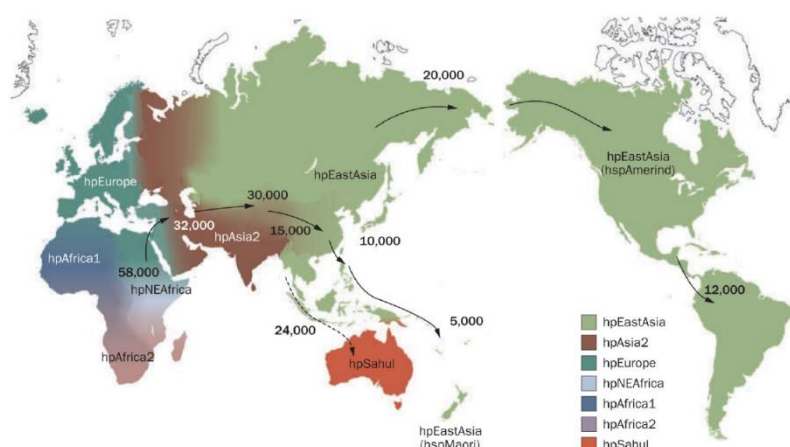 20,000
hpEastAsia
(hspAmerind)
hpEurope
hpEastAsia
30,000
32,000
hpAsia2
15,000
10,000
hpAfrica1
58,000
hpNEAfrica
12,000
24,000
5,000
hpAfrica2
hpSahul
hpEastAsia
(hspMaori)
hpEastAsia
hpAsia2
hpEurope
hpNEAfrica
hpAfrica1
hpAfrica2
hpSahul